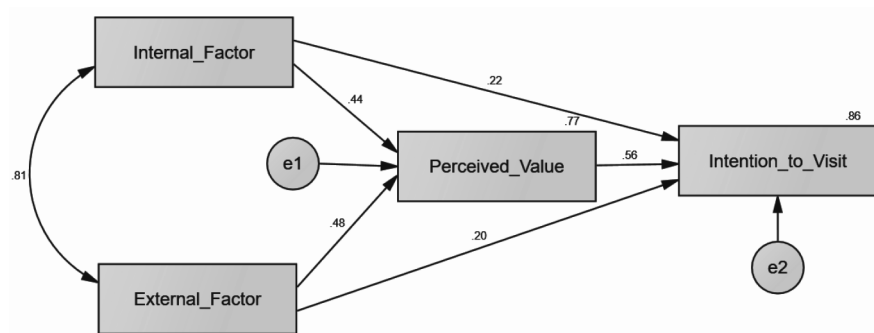 Internal_Factor
.22
.44
.77
.86
e1
Perceived_Value
.56
Intention_to_Visit
.81
.48
.20
e2
External_Factor